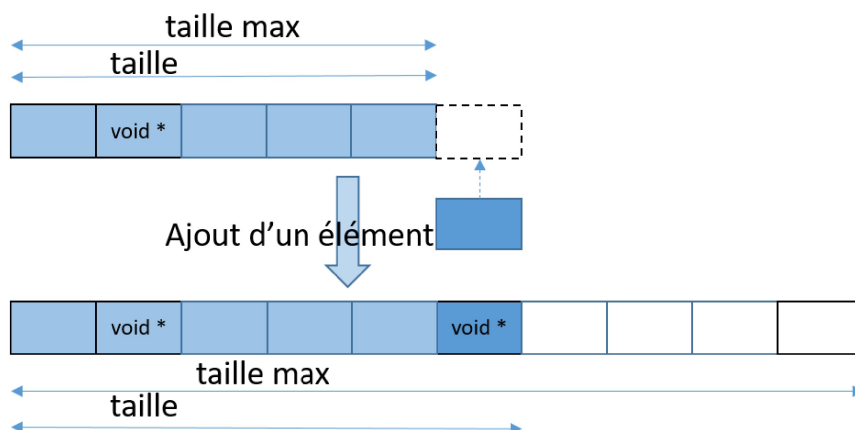 taille max
taille
void *
Ajout d'un élément
void *
void *
taille max
taille